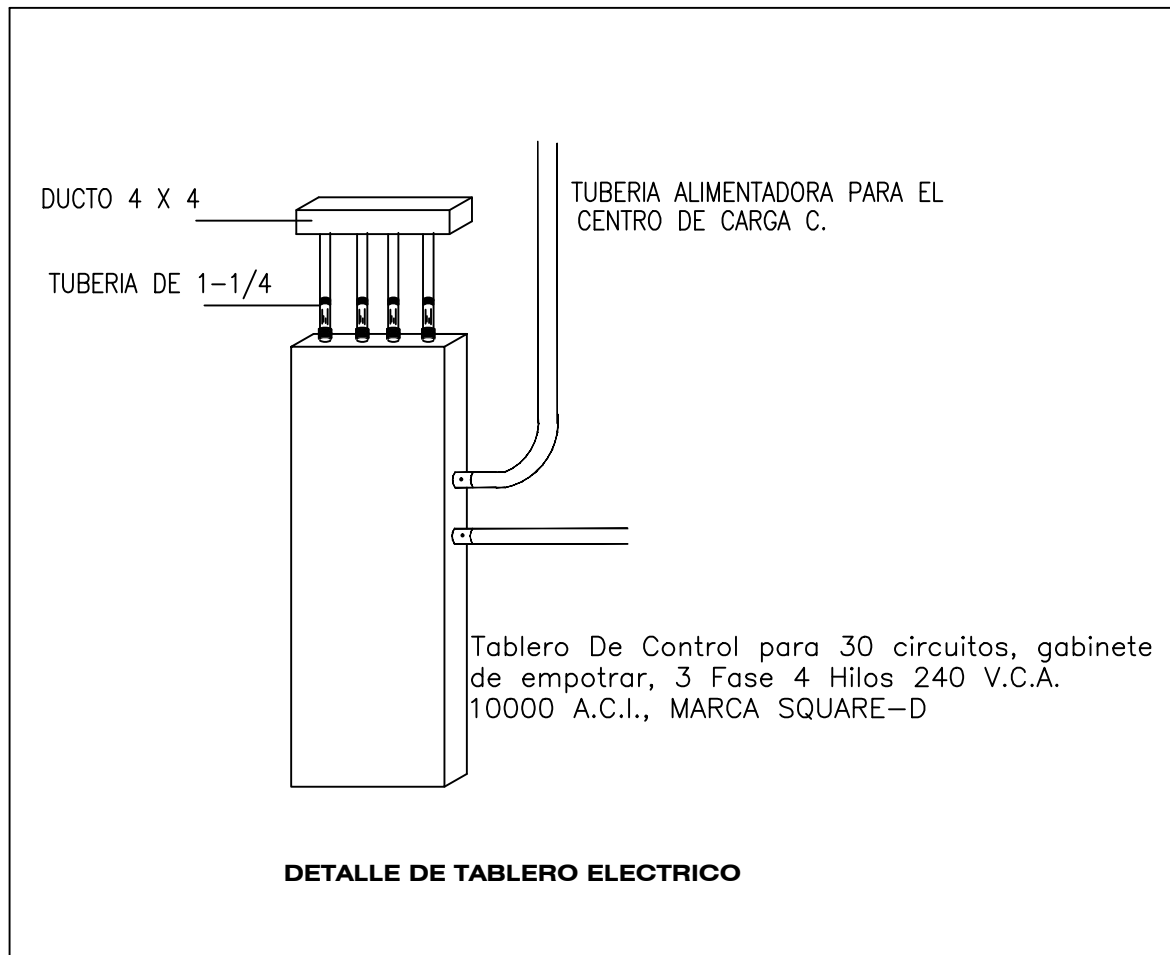 DUCTO 4 X 4
TUBERIA DE 1-1/4
TUBERIA ALIMENTADORA PARA EL
CENTRO DE CARGA C.
Tablero De Control para 30 circuitos, gabinete
de empotrar, 3 Fase 4 Hilos 240 V.C.A.
10000 A.C.I., MARCA SQUARE-D
DETALLE DE TABLERO ELECTRICO